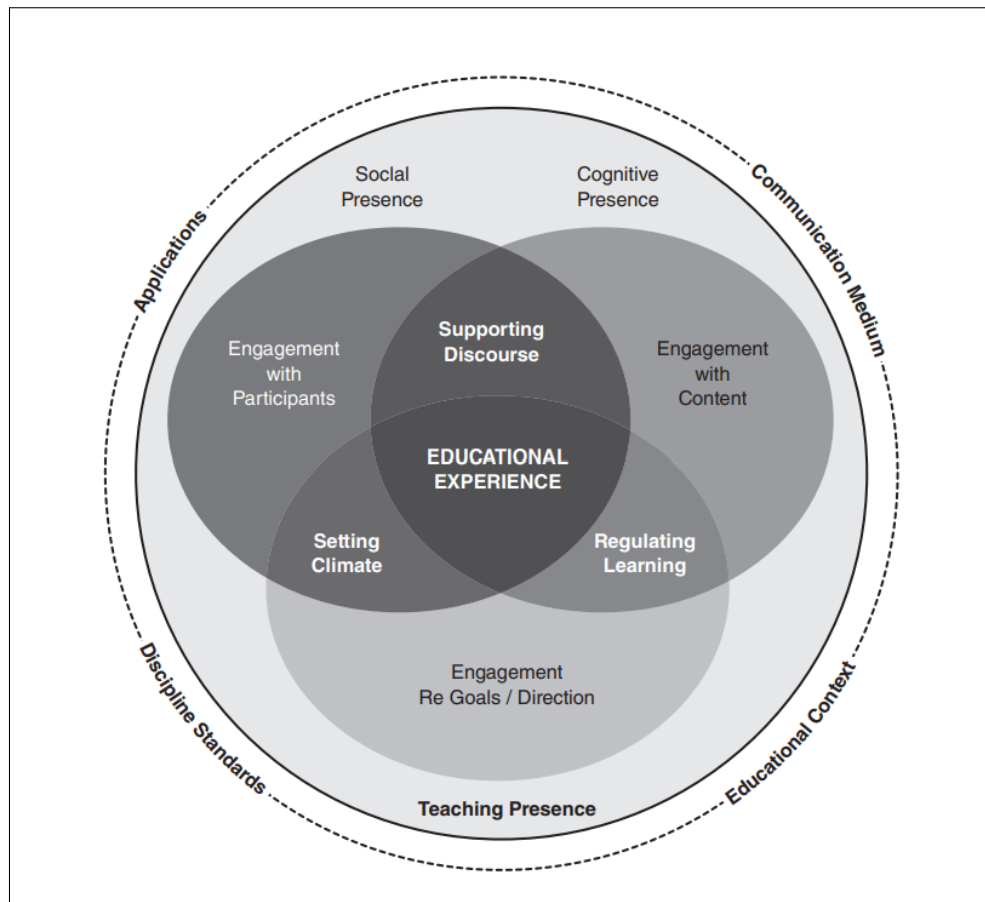 Social
Presence
Cognitive
Presence
Applications
Communication Medium
Engagement
with
Participants
Supporting
Discourse
Engagement
with
Content
EDUCATIONAL
EXPERIENCE
Setting
Climate
Regulating
Learning
Engagement
Re Goals / Direction
Discipline Standards
Educational Context
Teaching Presence